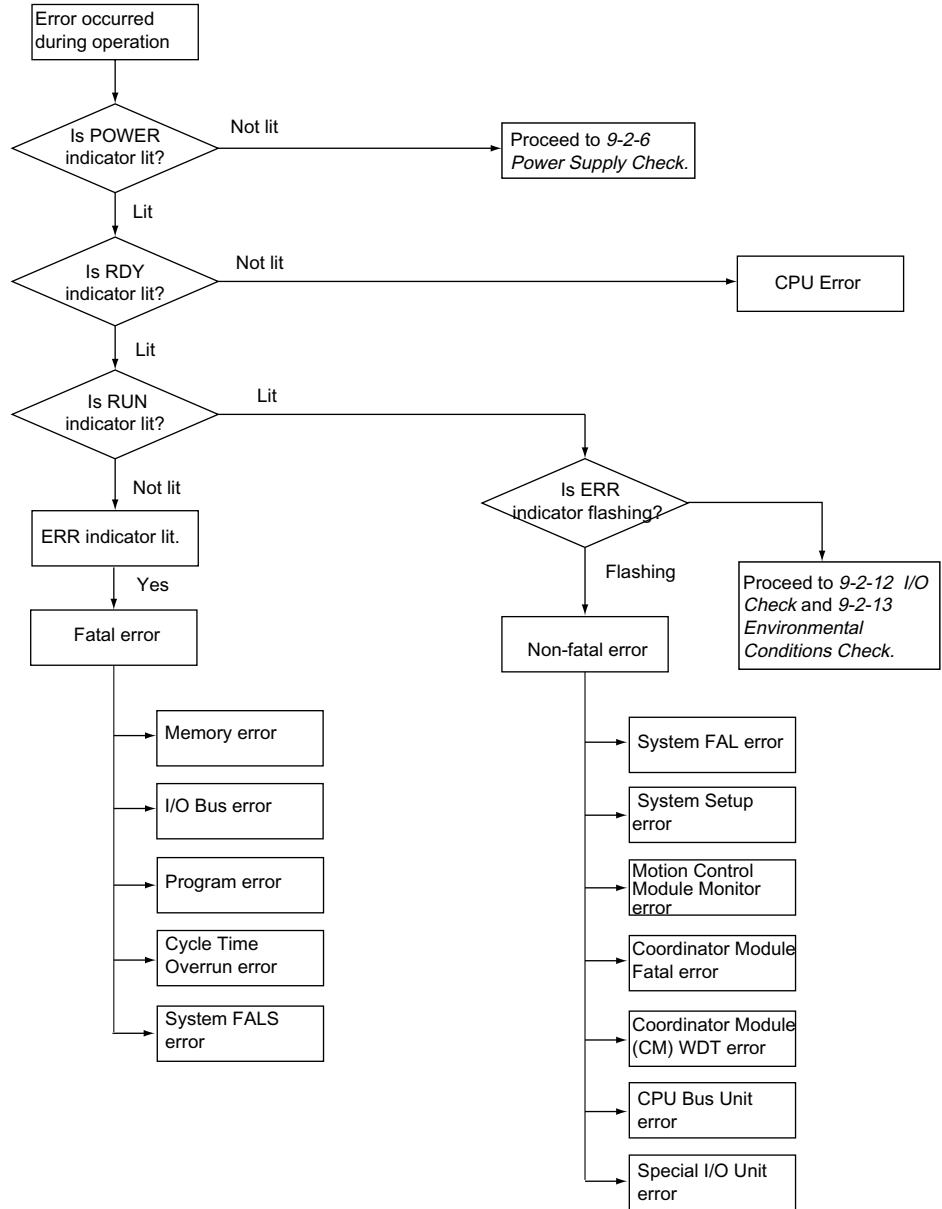 Error occurred
during operation
Is POWER
indicator lit?
Not lit
Proceed to 9-2-6
Power Supply Check.
Lit
Is RDY
indicator lit?
Not lit
CPU Error
Lit
Is RUN
indicator lit?
Lit
Not lit
Is ERR
indicator flashing?
ERR indicator lit.
Yes
Flashing
Proceed to 9-2-12 I/O
Check and 9-2-13
Environmental
Conditions Check.
Fatal error
Non-fatal error
Memory error
I/O Bus error
Program error
Cycle Time
Overrun error
System FALS
error
System FAL error
System Setup
error
Motion Control
Module Monitor
error
Coordinator Module
Fatal error
Coordinator Module
(CM) WDT error
CPU Bus Unit
error
Special I/O Unit
error